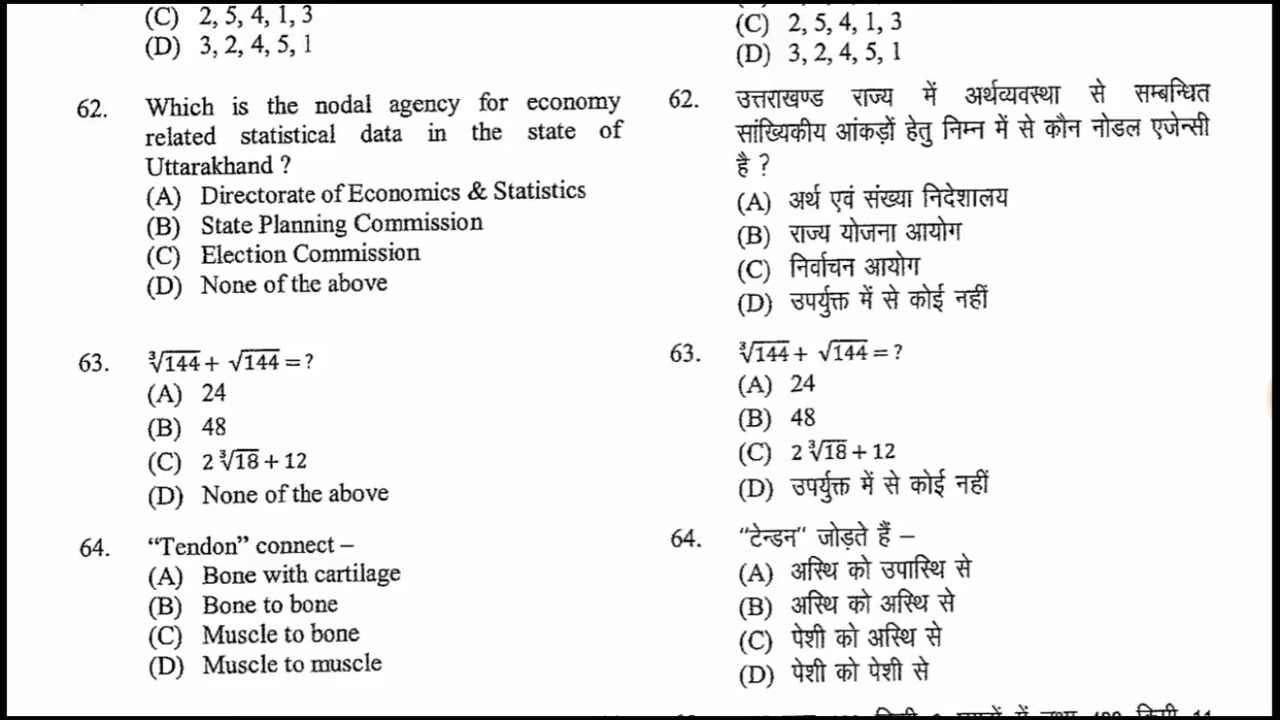 (C) 2, 5, 4, 1, 3
(D) 3, 2, 4, 5, 1
62. Which is the nodal agency for economy
related statistical data in the state of
Uttarakhand ?
(A) Directorate of Economics & Statistics
(B) State Planning Commission
(C) Election Commission
(D) None of the above
63. ∛144 + √144 = ?
(A) 24
(B) 48
(C) 2 ∛18 + 12
(D) None of the above
64. “Tendon” connect –
(A) Bone with cartilage
(B) Bone to bone
(C) Muscle to bone
(D) Muscle to muscle
(C) 2, 5, 4, 1, 3
(D) 3, 2, 4, 5, 1
62. उत्तराखण्ड राज्य में अर्थव्यवस्था से सम्बन्धित
सांख्यिकीय आंकड़ों हेतु निम्न में से कौन नोडल एजेन्सी
है ?
(A) अर्थ एवं संख्या निदेशालय
(B) राज्य योजना आयोग
(C) निर्वाचन आयोग
(D) उपर्युक्त में से कोई नहीं
63. ∛144 + √144 = ?
(A) 24
(B) 48
(C) 2 ∛18 + 12
(D) उपर्युक्त में से कोई नहीं
64. “टेन्डन” जोड़ते हैं –
(A) अस्थि को उपास्थि से
(B) अस्थि को अस्थि से
(C) पेशी को अस्थि से
(D) पेशी को पेशी से